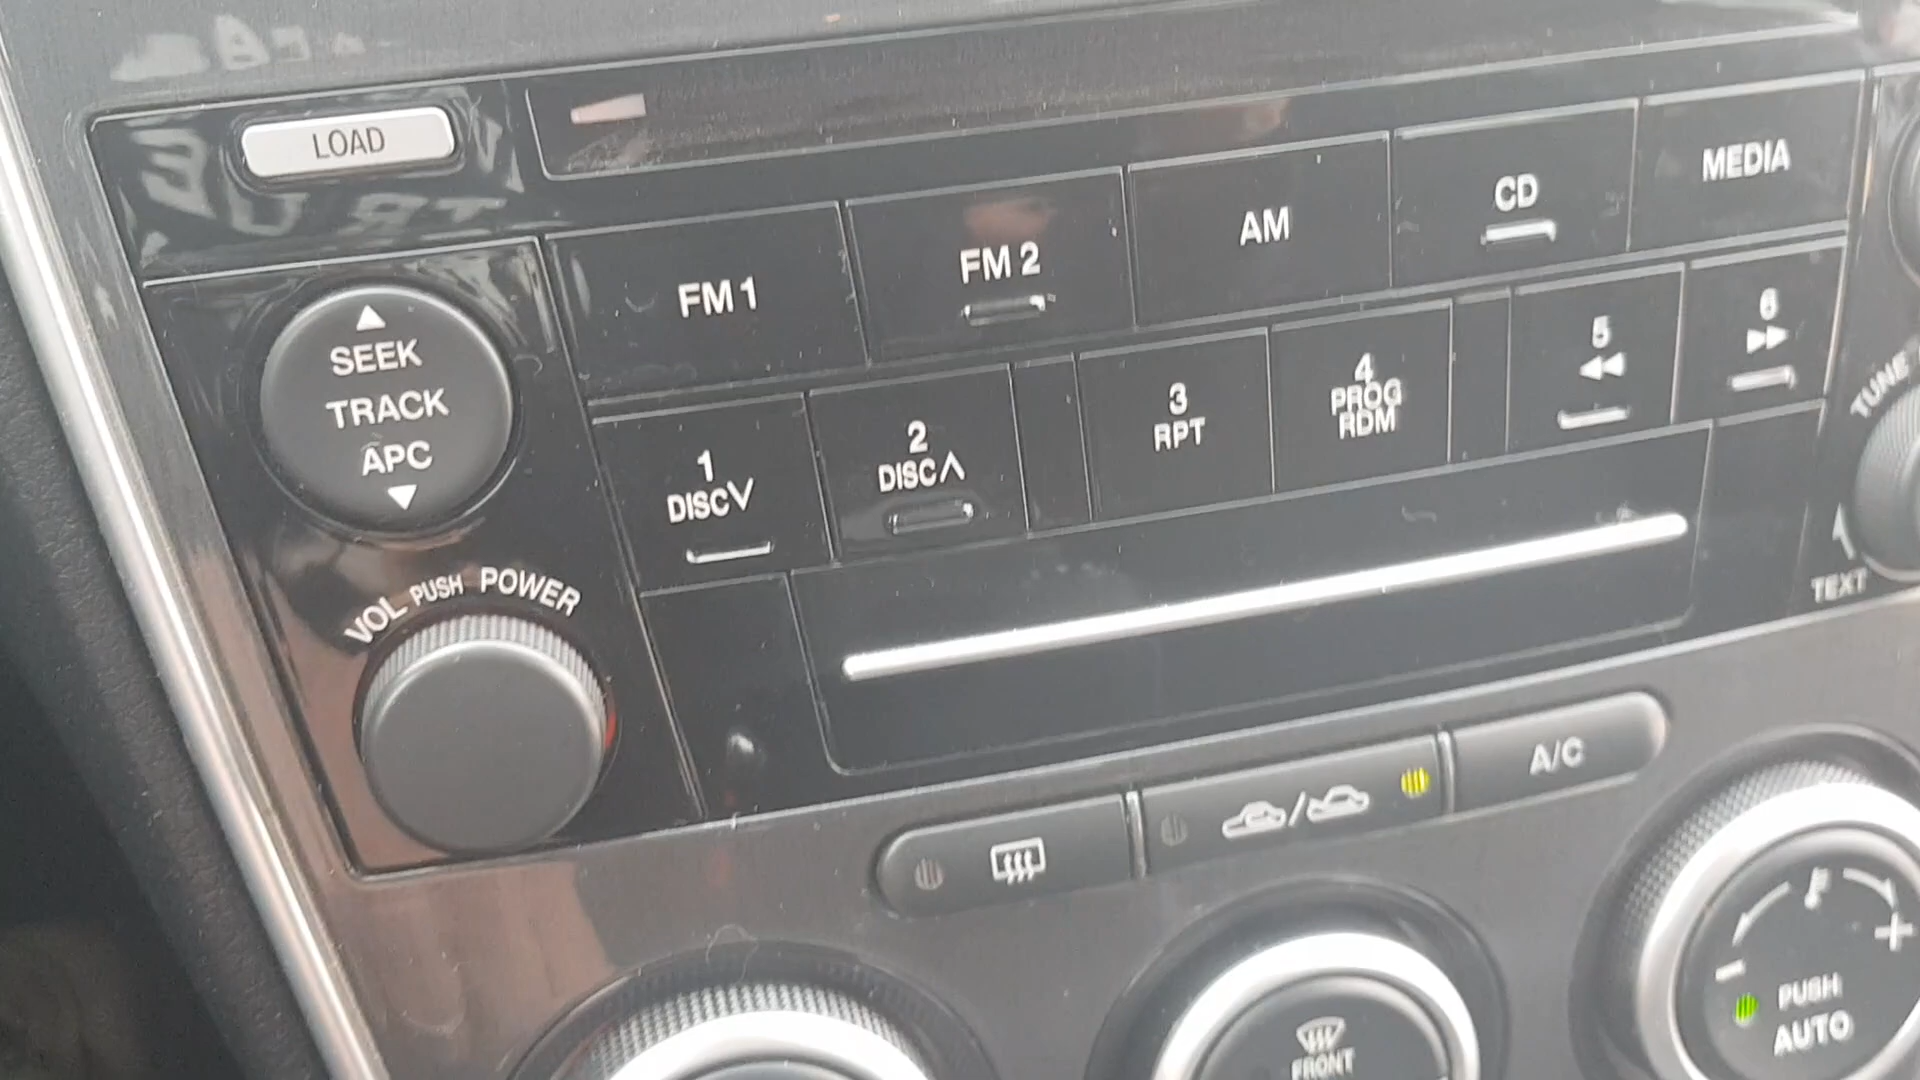 LOAD
FM 1
FM 2
AM
CD
MEDIA
SEEK
TRACK
APC
1
DISC
2
DISC
3
RPT
4
PROG
RDM
5
6
VOL PUSH POWER
TUNE
TEXT
A/C
FRONT
PUSH
AUTO